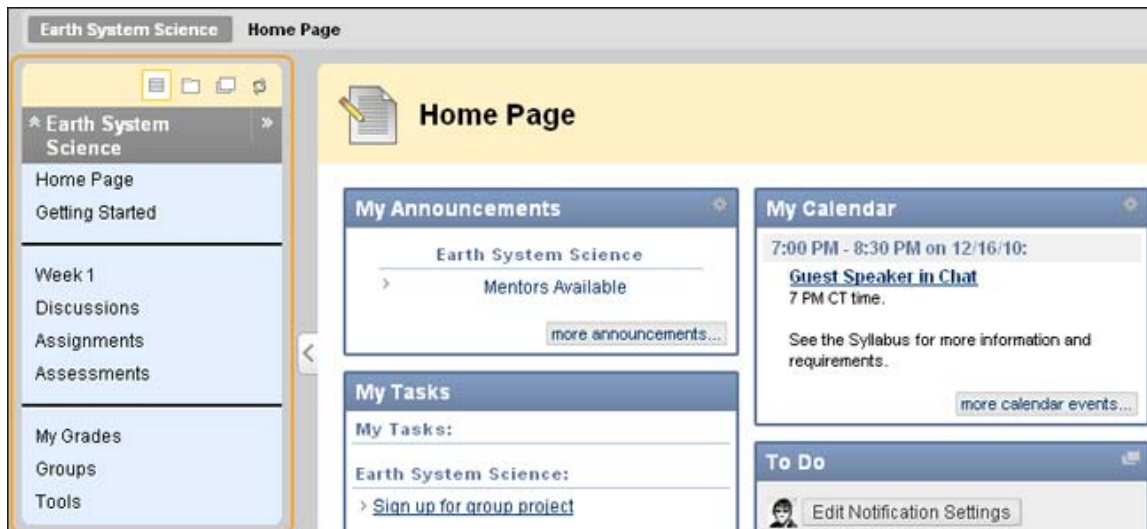 Earth System Science Home Page
Earth System
Science
Home Page
Getting Started
Week 1
Discussions
Assignments
Assessments
My Grades
Groups
Tools
Home Page
My Announcements
Earth System Science
Mentors Available
more announcements...
My Tasks
My Tasks:
Earth System Science:
Sign up for group project
My Calendar
7:00 PM - 8:30 PM on 12/16/10:
Guest Speaker in Chat
7 PM CT time.
See the Syllabus for more information and
requirements.
more calendar events...
To Do
Edit Notification Settings